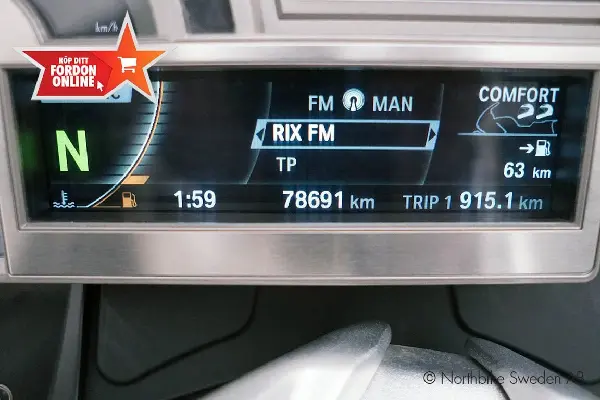 km/h
KÖP DITT
FORDON
ONLINE
FM MAN
COMFORT
RIX FM
N
TP
63 km
1:59 78691 km TRIP 1 915.1 km
© Northbike Sweden AB